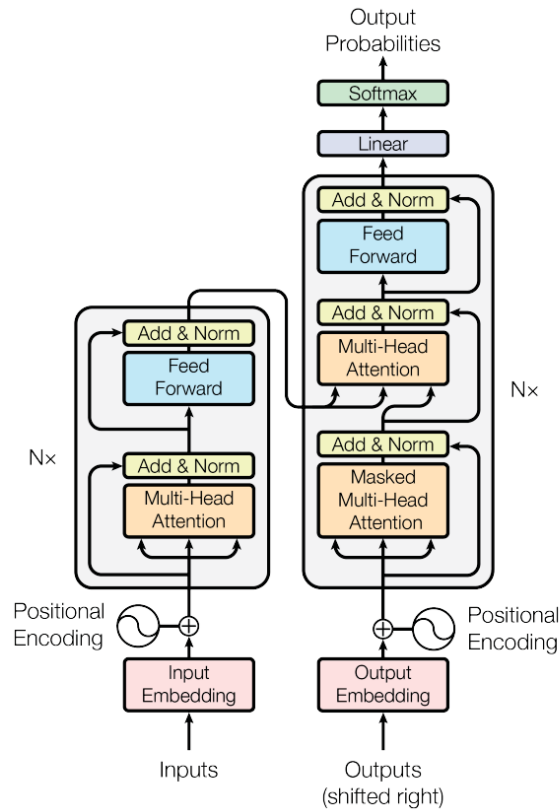 Output
Probabilities
Softmax
Linear
Add & Norm
Feed
Forward
Add & Norm
Multi-Head
Attention
Nx
Add & Norm
Masked
Multi-Head
Attention
Add & Norm
Feed
Forward
Nx
Add & Norm
Multi-Head
Attention
Positional
Encoding
Positional
Encoding
Input
Embedding
Output
Embedding
Inputs
Outputs
(shifted right)